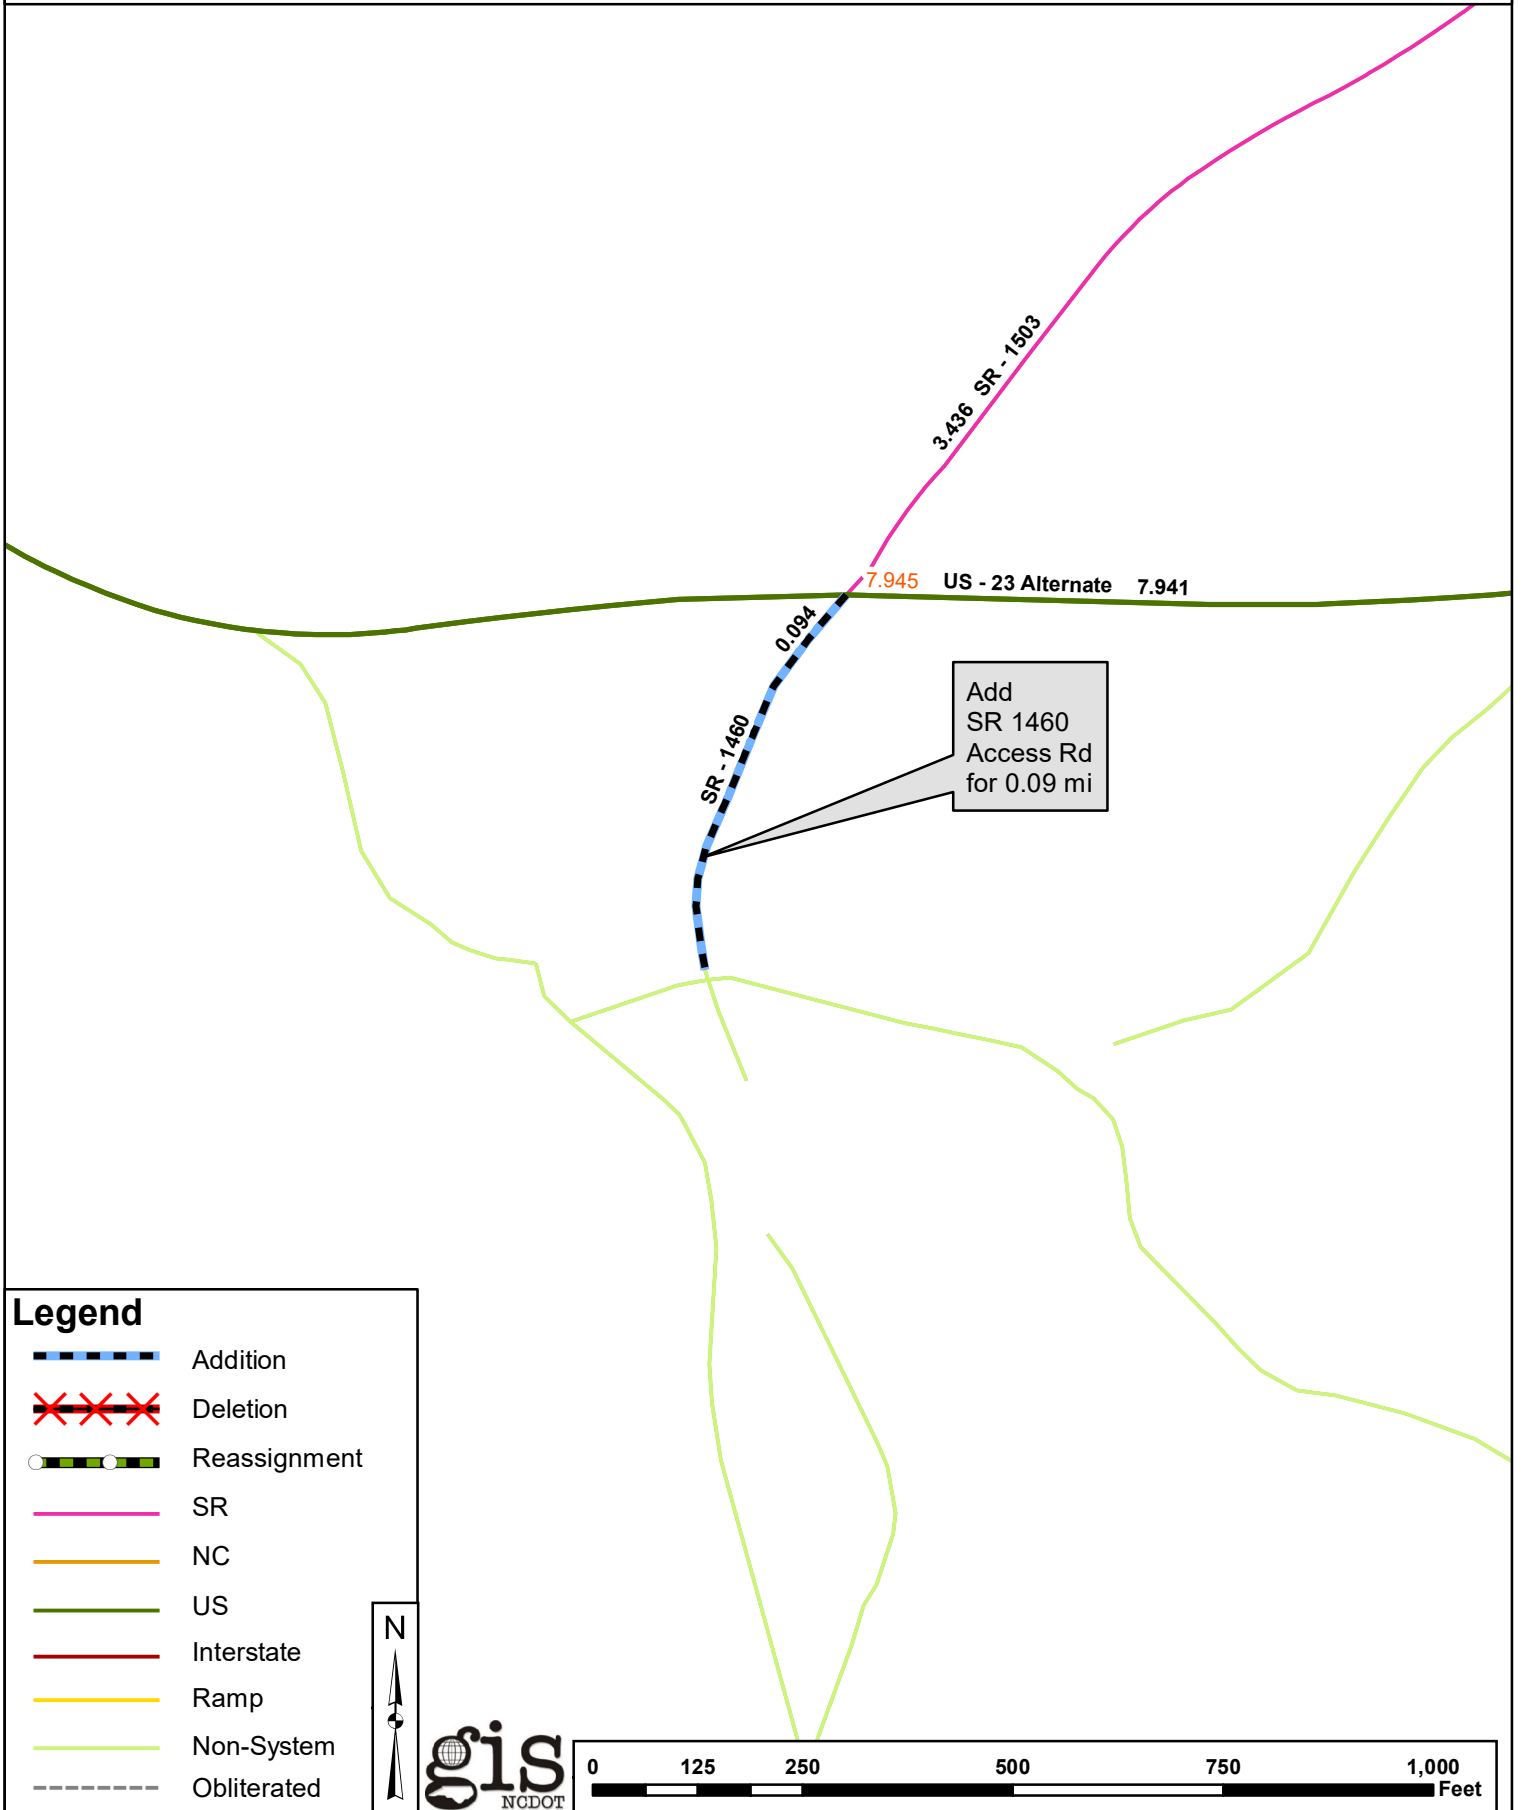 3.436 SR - 1503
7.945 US - 23 Alternate 7.941
0.094
SR - 1460
Add
SR 1460
Access Rd
for 0.09 mi
Legend
Addition
Deletion
Reassignment
SR
NC
US
Interstate
Ramp
Non-System
Obliterated
N
gis
NCDOT
0 125 250 500 750 1,000
Feet